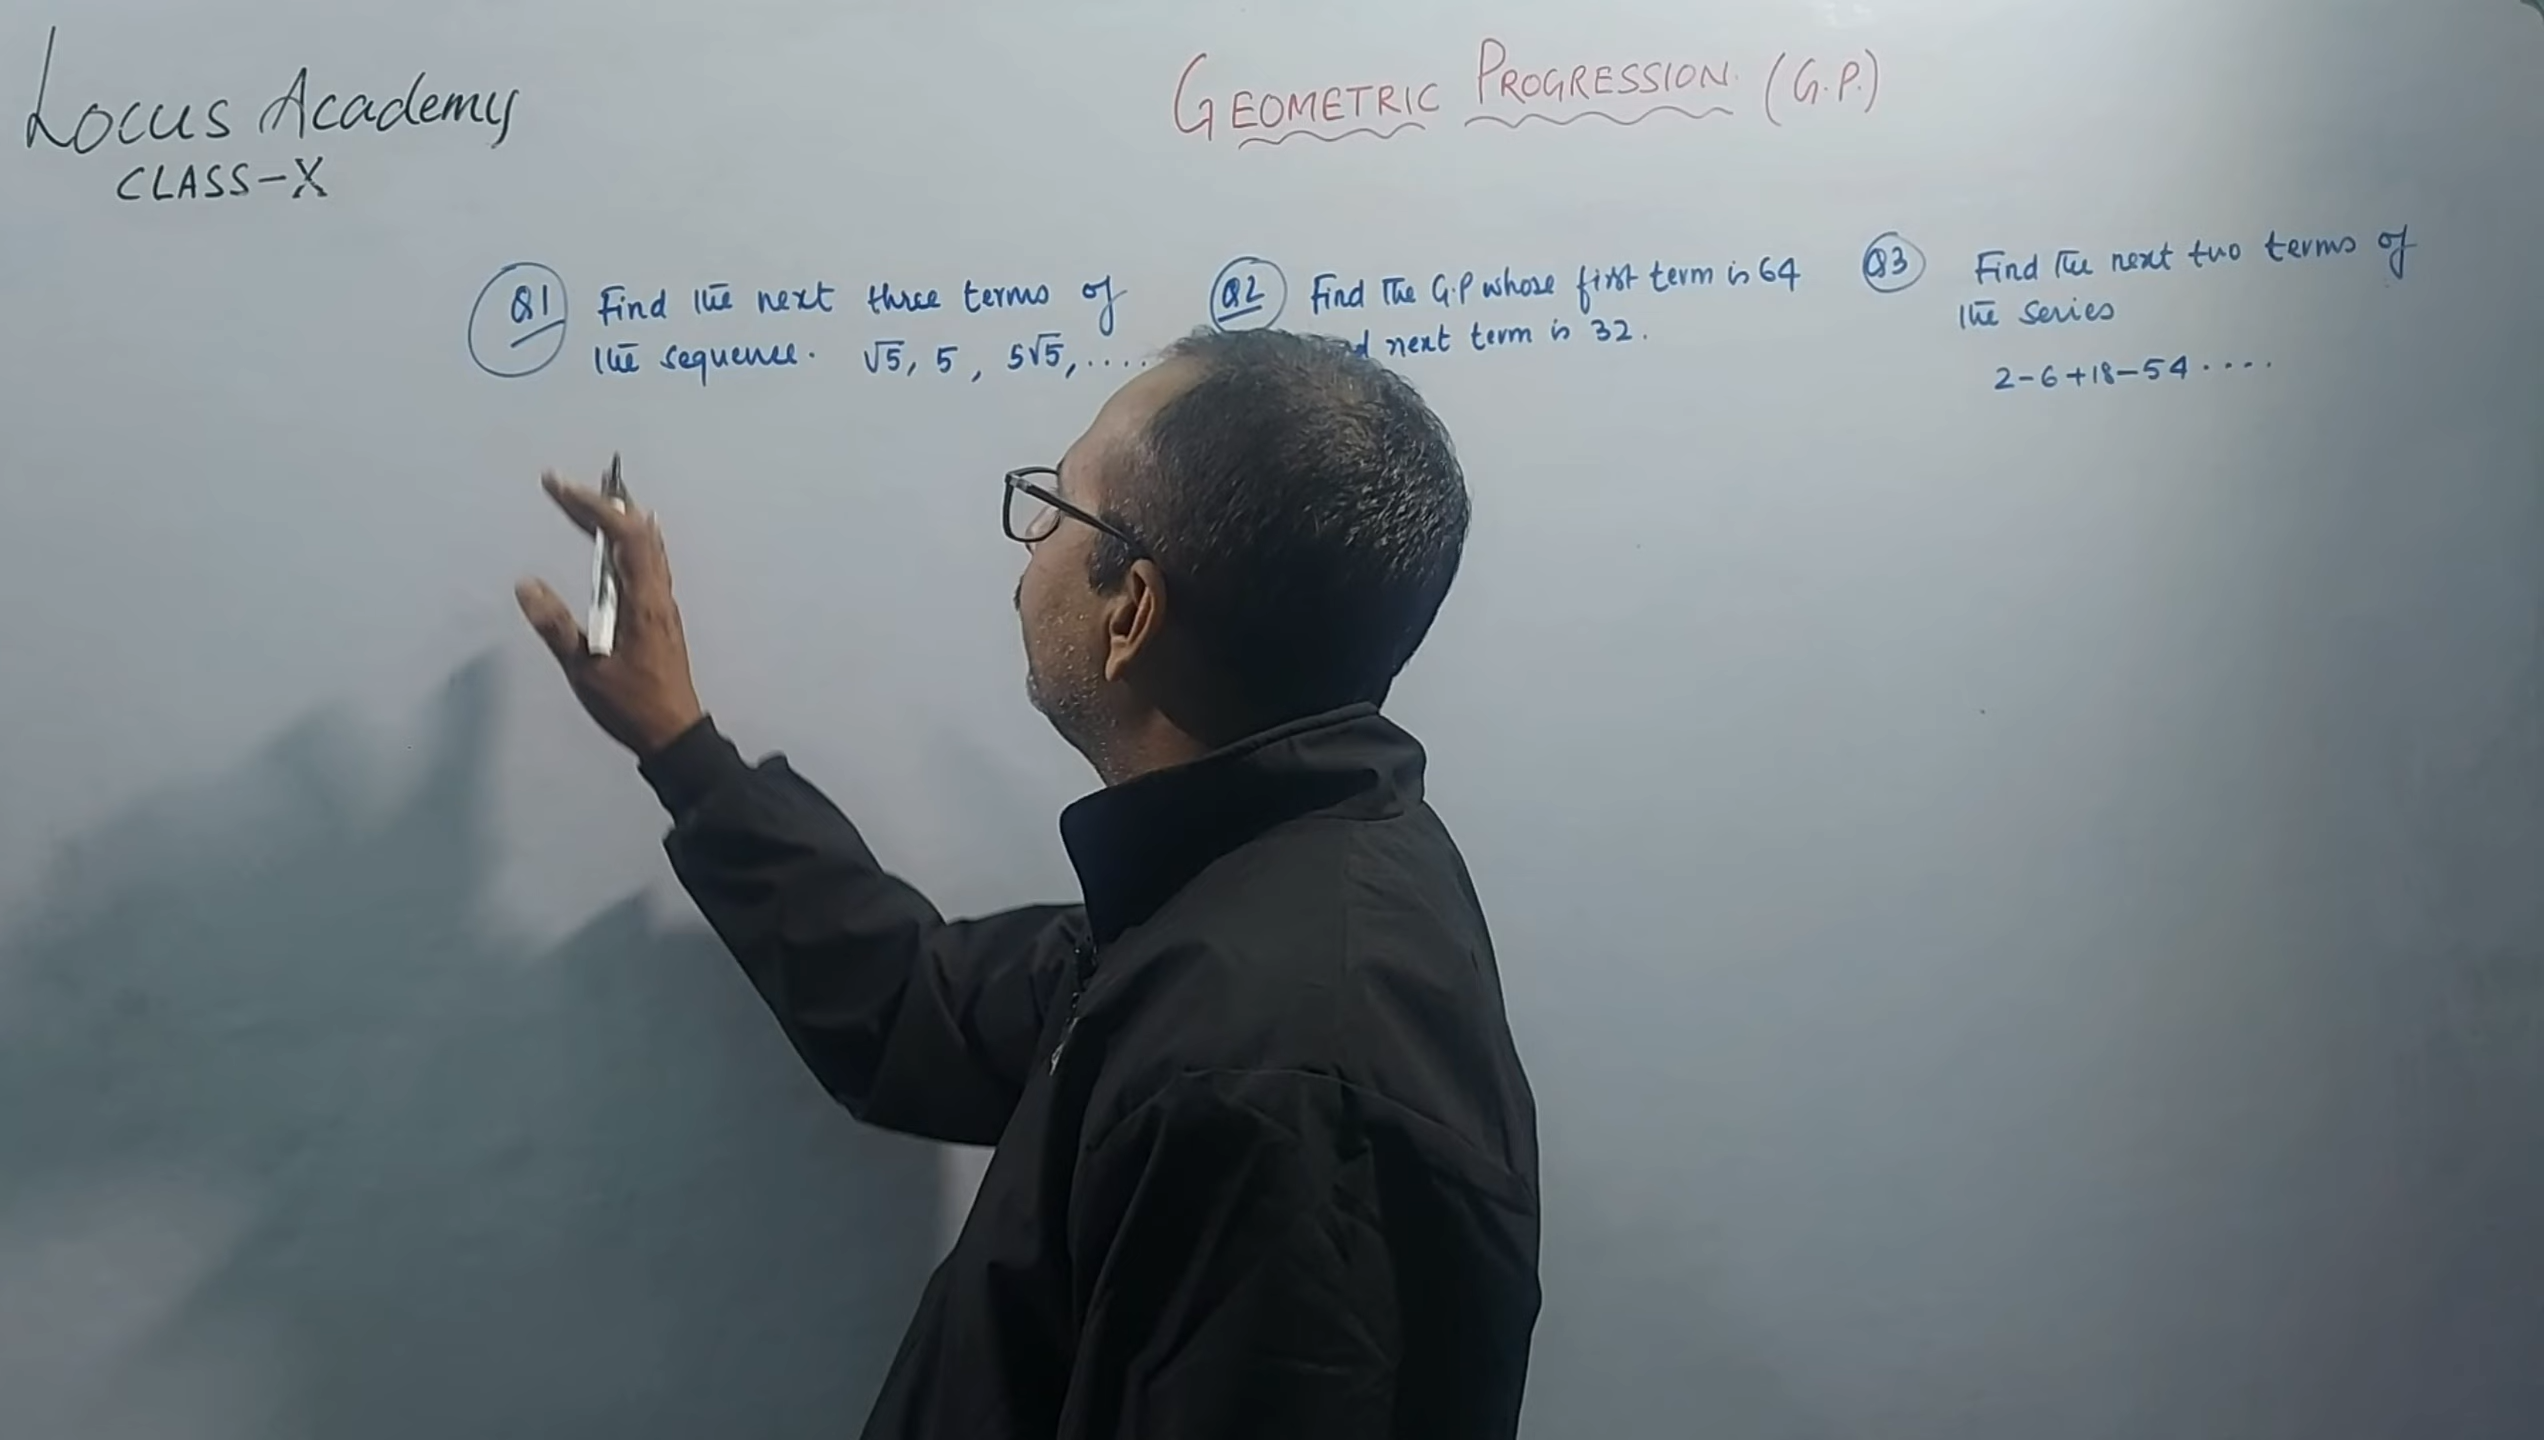 Locus Academy
CLASS-X
GEOMETRIC PROGRESSION (G.P.)
Q1 Find the next three terms of
the sequence. √5, 5, 5√5, ....
Q2 Find The G.P whose first term is 64
next term is 32.
Q3 Find The next two terms of
the series
2-6+18-54....